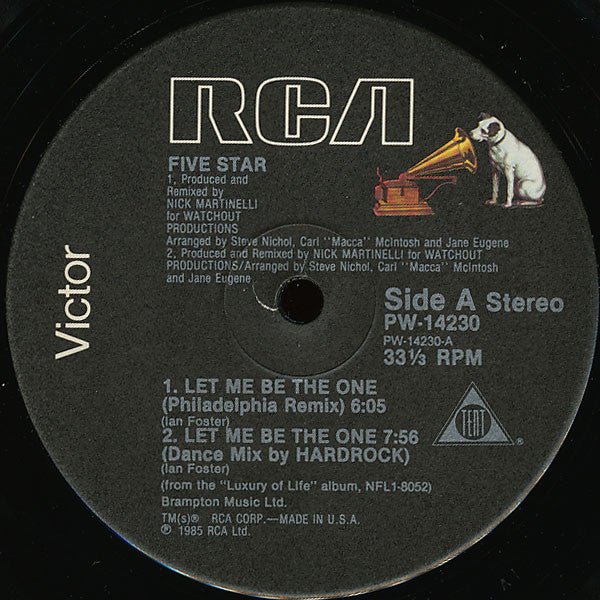 RCA
FIVE STAR
1. Produced and
Remixed by
NICK MARTINELLI
for WATCHOUT
PRODUCTIONS
Arranged by Steve Nichol, Carl "Macca" McIntosh and Jane Eugene
2. Produced and Remixed by NICK MARTINELLI for WATCHOUT
PRODUCTIONS/Arranged by Steve Nichol, Carl "Macca" McIntosh
and Jane Eugene
Victor
Side A Stereo
PW-14230
PW-14230-A
33⅓ RPM
1. LET ME BE THE ONE
(Philadelphia Remix) 6:05
(Ian Foster)
2. LET ME BE THE ONE 7:56
(Dance Mix by HARDROCK)
(Ian Foster)
(from the "Luxury of Life" album, NFL1-8052)
Brampton Music Ltd.
TENT ®
TM(s)® RCA CORP.—MADE IN U.S.A.
℗ 1985 RCA Ltd.